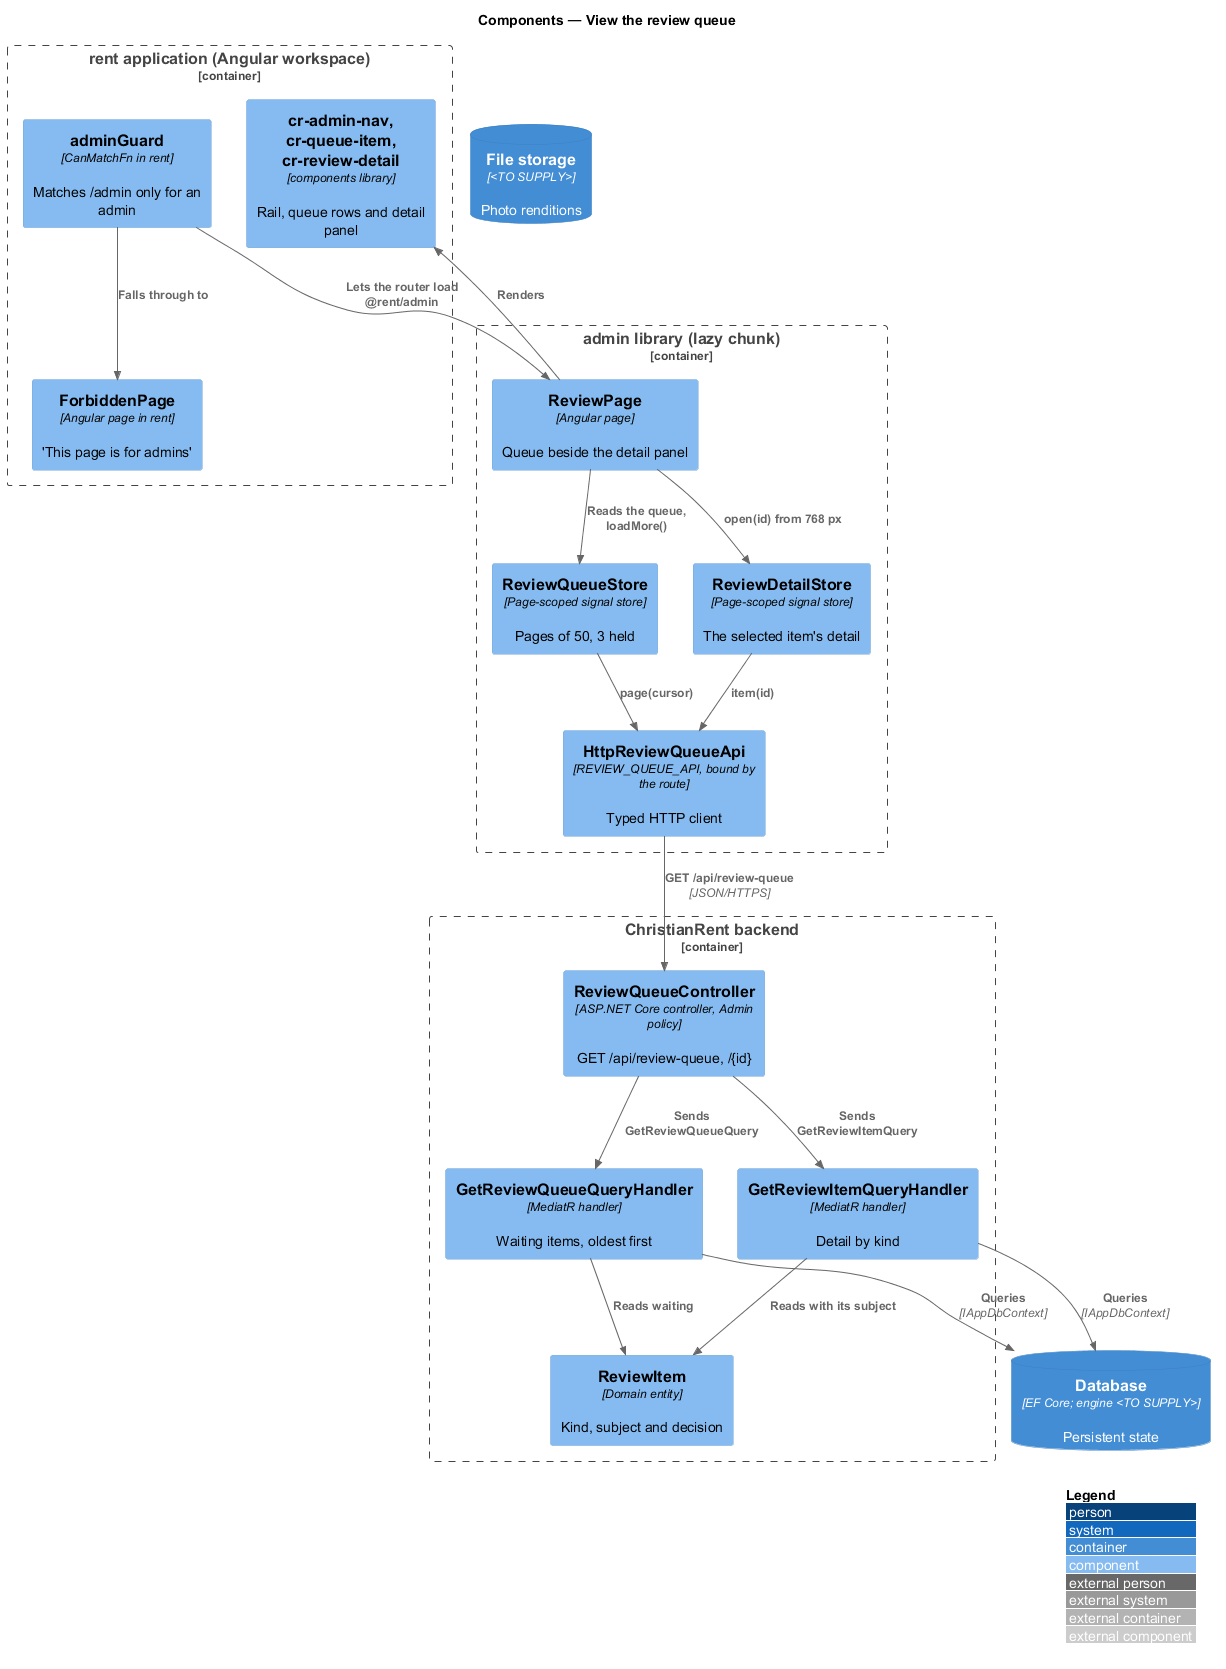 Components — View the review queue
rent application (Angular workspace)
[container]
adminGuard
[CanMatchFn in rent]
Matches /admin only for an
admin
cr-admin-nav,
cr-queue-item,
cr-review-detail
[components library]
Rail, queue rows and detail
panel
File storage
[<TO SUPPLY>]
Photo renditions
Falls through to
Lets the router load
@rent/admin
Renders
ForbiddenPage
[Angular page in rent]
'This page is for admins'
admin library (lazy chunk)
[container]
ReviewPage
[Angular page]
Queue beside the detail panel
Reads the queue,
loadMore()
open(id) from 768 px
ReviewQueueStore
[Page-scoped signal store]
Pages of 50, 3 held
ReviewDetailStore
[Page-scoped signal store]
The selected item's detail
page(cursor)
item(id)
HttpReviewQueueApi
[REVIEW_QUEUE_API, bound by
the route]
Typed HTTP client
GET /api/review-queue
[JSON/HTTPS]
ChristianRent backend
[container]
ReviewQueueController
[ASP.NET Core controller, Admin
policy]
GET /api/review-queue, /{id}
Sends
GetReviewQueueQuery
Sends
GetReviewItemQuery
GetReviewQueueQueryHandler
[MediatR handler]
Waiting items, oldest first
GetReviewItemQueryHandler
[MediatR handler]
Detail by kind
Reads waiting
Reads with its subject
Queries
[IAppDbContext]
Queries
[IAppDbContext]
ReviewItem
[Domain entity]
Kind, subject and decision
Database
[EF Core; engine <TO SUPPLY>]
Persistent state
Legend
person
system
container
component
external person
external system
external container
external component